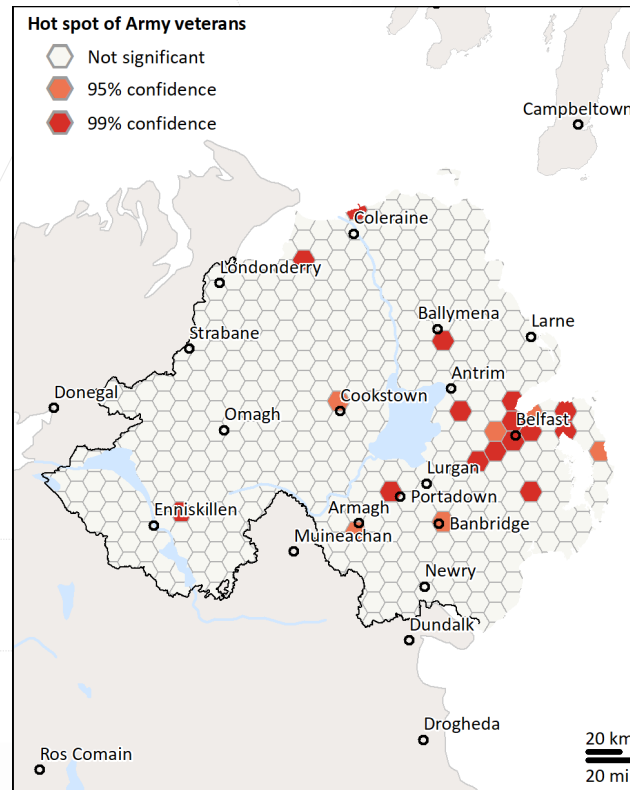 Hot spot of Army veterans
Not significant
95% confidence
99% confidence
Campbeltown
Coleraine
Londonderry
Ballymena
Larne
Strabane
Antrim
Donegal
Cookstown
Omagh
Belfast
Lurgan
Portadown
Enniskillen
Armagh
Banbridge
Muineachan
Newry
Dundalk
Drogheda
Ros Comain
20 km
20 mi